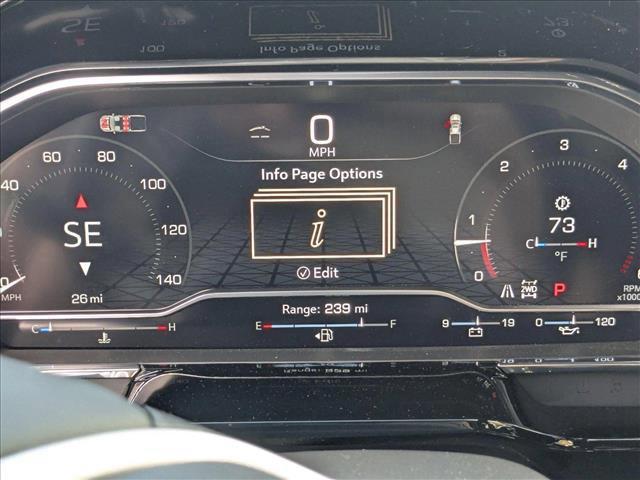 0
MPH
Info Page Options
i
Edit
40 60 80 100 120 140
0
MPH
SE
26 mi
0 1 2 3 4
73
C H
°F
2WD P
RPM
x1000
Range: 239 mi
C H
E F
9 19
0 120